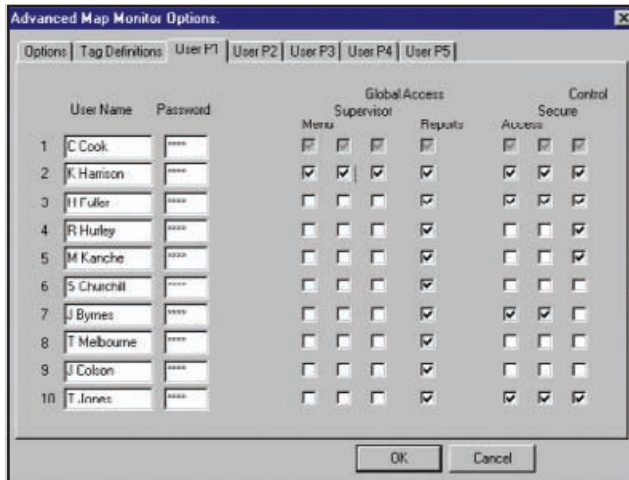 Advanced Map Monitor Options.
Options Tag Definitions User P1 User P2 User P3 User P4 User P5
Global Access Control
User Name Password Supervisor Secure
Menu Reports Access
1 C Cook ****
2 K Harrison ****
3 H Fuller ****
4 R Hurley ****
5 M Kanche ****
6 S Churchill ****
7 J Byrnes ****
8 T Melbourne ****
9 J Colson ****
10 T Jones ****
OK Cancel